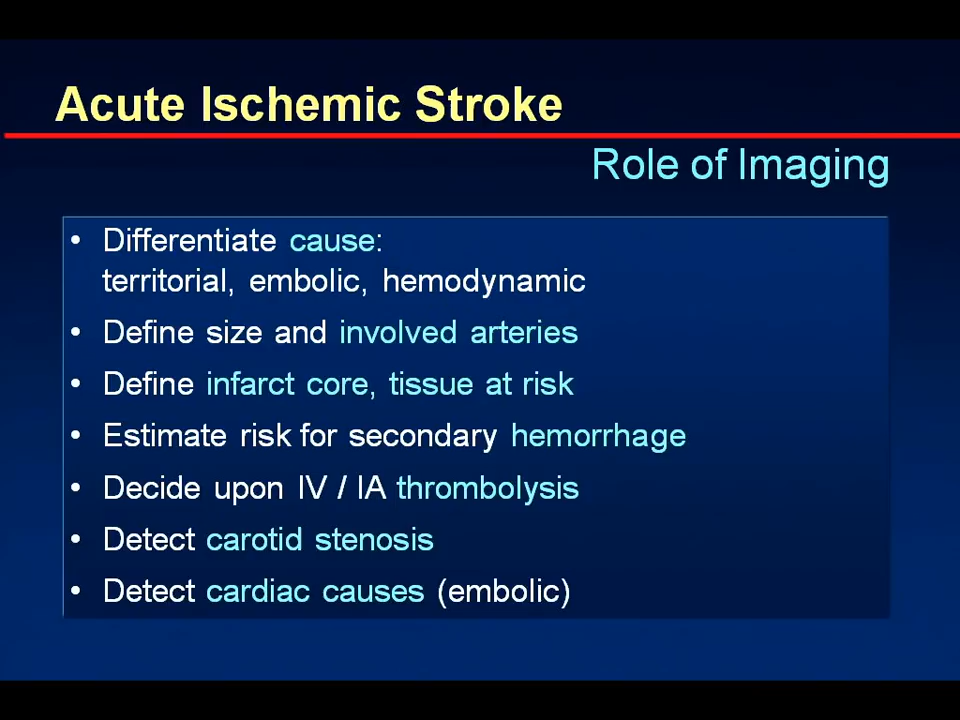 Acute Ischemic Stroke
Role of Imaging
• Differentiate cause:
territorial, embolic, hemodynamic
• Define size and involved arteries
• Define infarct core, tissue at risk
• Estimate risk for secondary hemorrhage
• Decide upon IV / IA thrombolysis
• Detect carotid stenosis
• Detect cardiac causes (embolic)